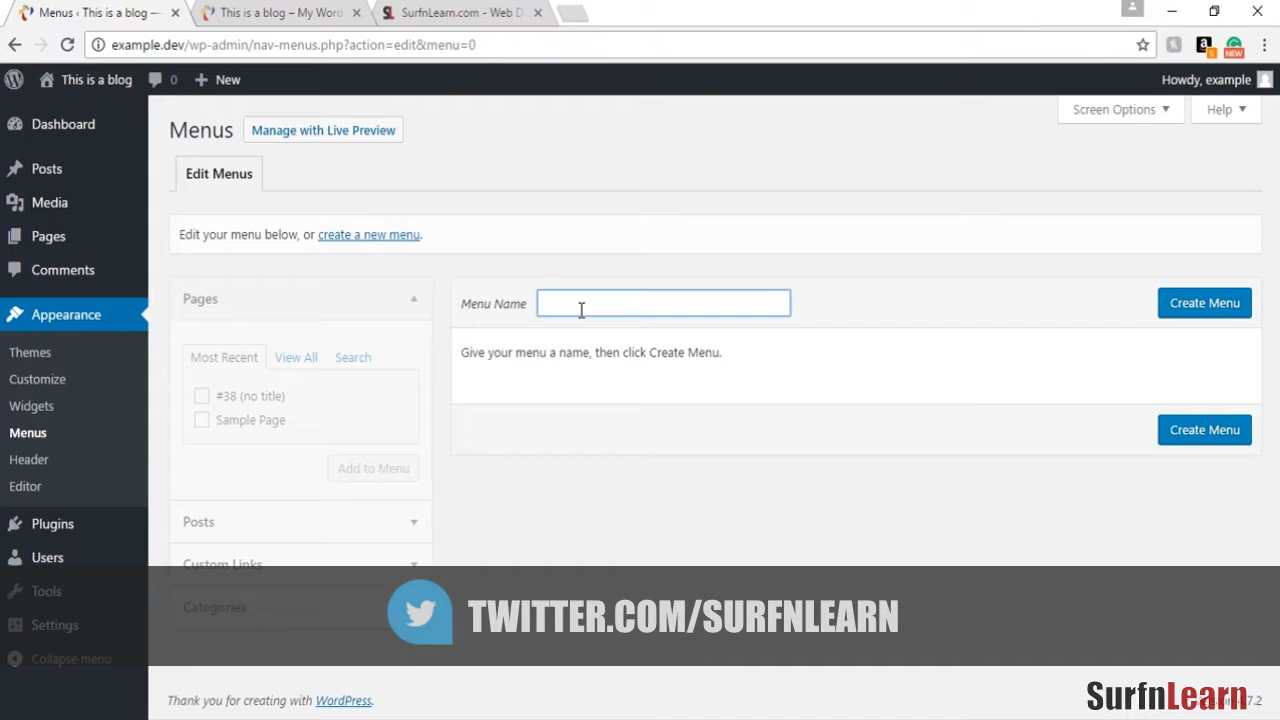 Menus ‹ This is a blog —
This is a blog – My Word
SurfnLearn.com - Web D
example.dev/wp-admin/nav-menus.php?action=edit&menu=0
NEW
This is a blog
0
New
Howdy, example
Dashboard
Posts
Media
Pages
Comments
Appearance
Themes
Customize
Widgets
Menus
Header
Editor
Plugins
Users
Tools
Settings
Collapse menu
Screen Options
Help
Menus
Manage with Live Preview
Edit Menus
Edit your menu below, or create a new menu.
Pages
Most Recent
View All
Search
#38 (no title)
Sample Page
Add to Menu
Posts
Custom Links
Categories
Menu Name
Create Menu
Give your menu a name, then click Create Menu.
Create Menu
TWITTER.COM/SURFNLEARN
Thank you for creating with WordPress.
SurfnLearn